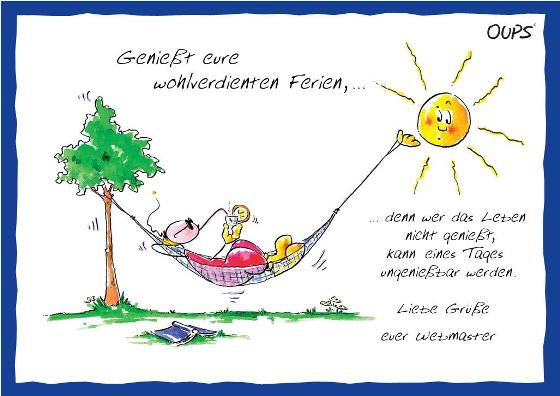 OUPS
Genießt eure
wohlverdienten Ferien,...
... denn wer das Leben
nicht genießt,
kann eines Tages
ungenießbar werden.
Liebe Grüße
euer Webmaster